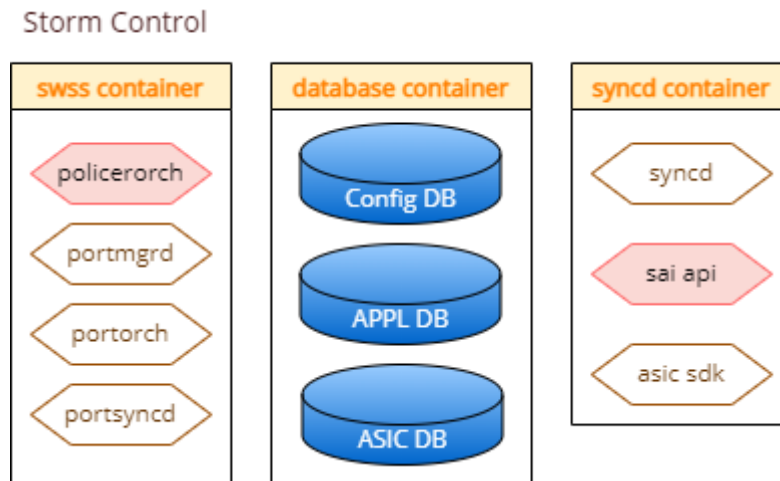 Storm Control
swss container
policerorch
portmgrd
portorch
portsyncd
database container
Config DB
APPL DB
ASIC DB
syncd container
syncd
sai api
asic sdk